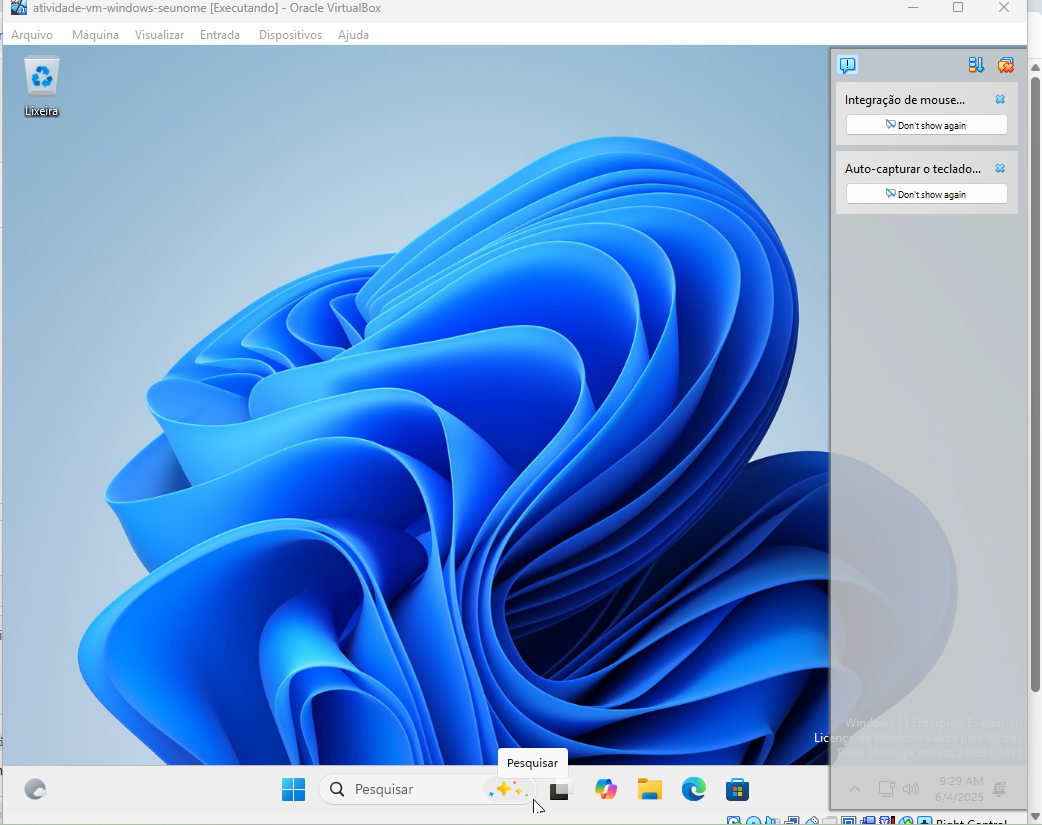 atividade-vm-windows-seunome [Executando] - Oracle VirtualBox
Arquivo Máquina Visualizar Entrada Dispositivos Ajuda
Lixeira
Integração de mouse...
Don't show again
Auto-capturar o teclado...
Don't show again
Windows 11 Enterprise Evaluation
Licença do Windows válida para 90 dias
Build 26100.ge_release.240331-1435
Pesquisar
Pesquisar
9:29 AM
6/4/2025
Right Control